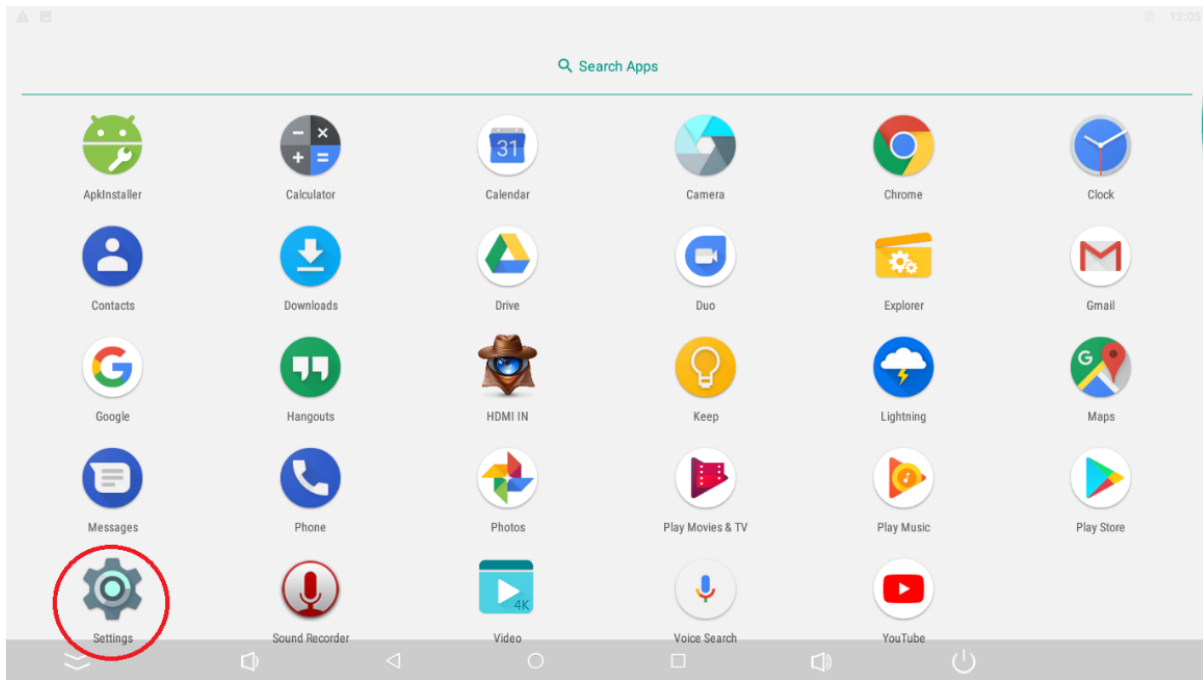 12:05
Search Apps
31
ApkInstaller Calculator Calendar Camera Chrome Clock
Contacts Downloads Drive Duo Explorer Gmail
G
Google Hangouts HDMI IN Keep Lightning Maps
Messages Phone Photos Play Movies & TV Play Music Play Store
4K
Settings Sound Recorder Video Voice Search YouTube